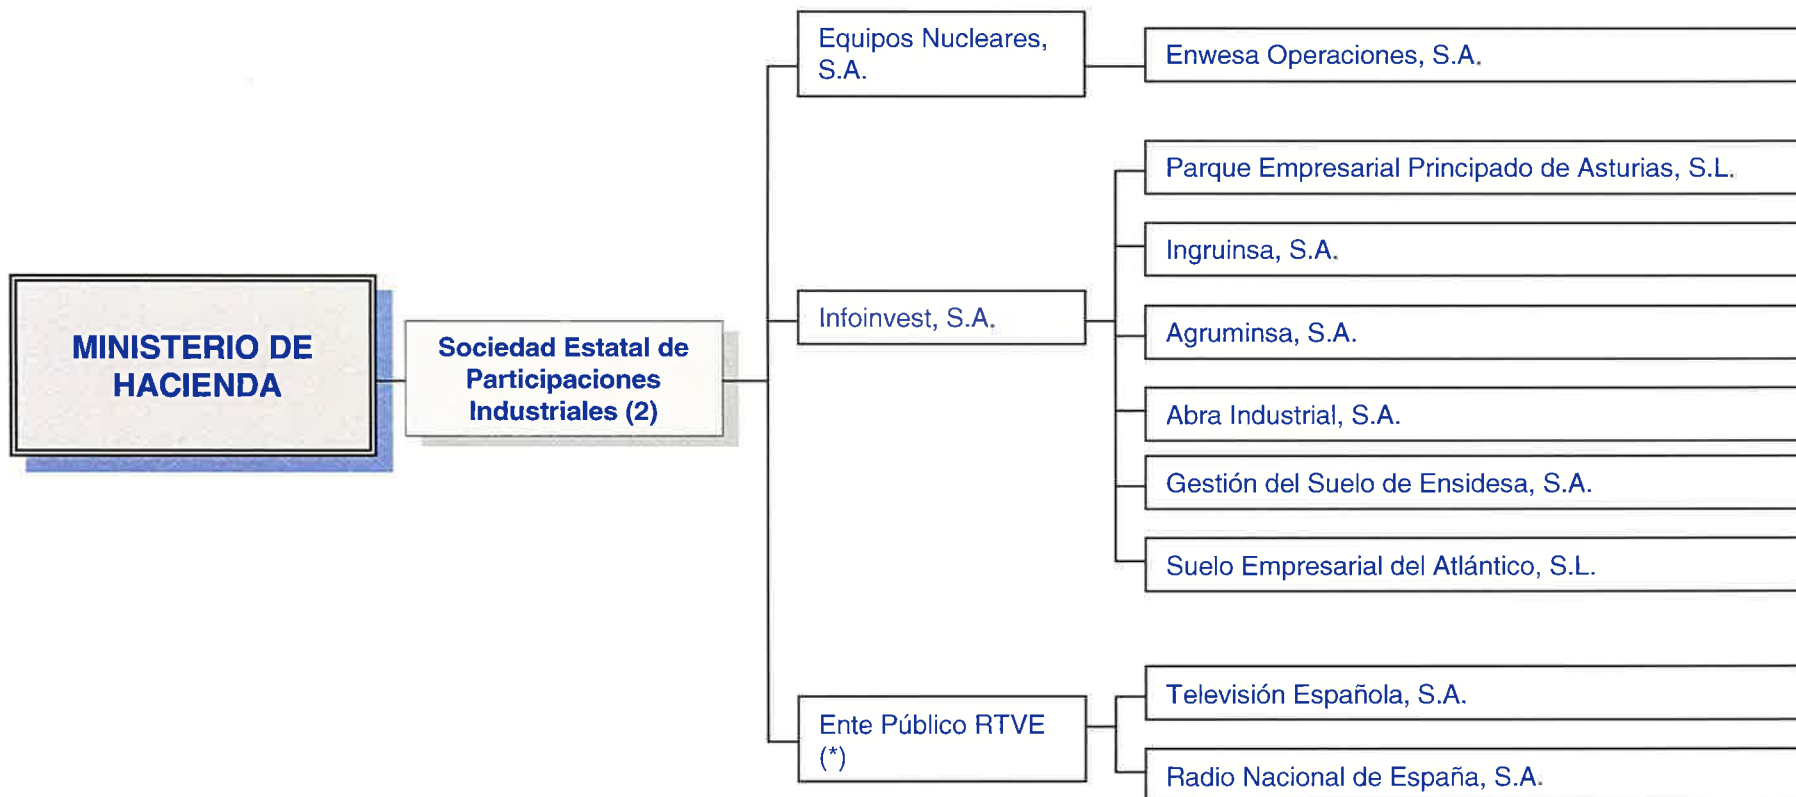 MINISTERIO DE
HACIENDA
Sociedad Estatal de
Participaciones
Industriales (2)
Equipos Nucleares,
S.A.
Enwesa Operaciones, S.A.
Infoinvest, S.A.
Parque Empresarial Principado de Asturias, S.L.
Ingruinsa, S.A.
Agruminsa, S.A.
Abra Industrial, S.A.
Gestión del Suelo de Ensidesa, S.A.
Suelo Empresarial del Atlántico, S.L.
Ente Público RTVE
(*)
Televisión Española, S.A.
Radio Nacional de España, S.A.